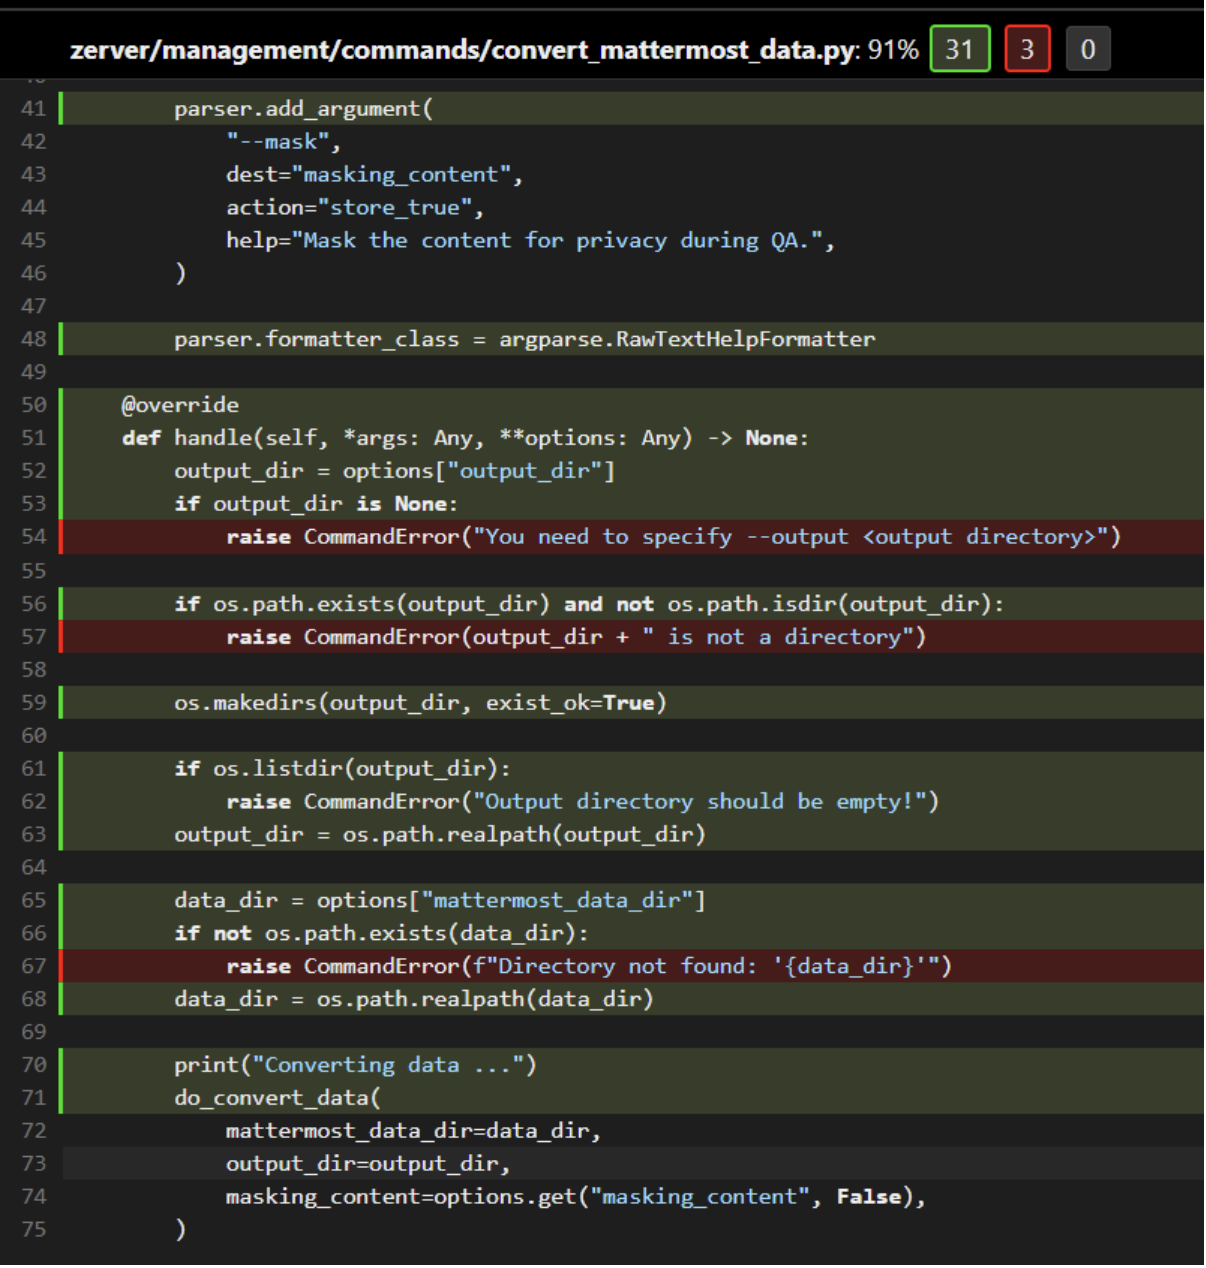 zerver/management/commands/convert_mattermost_data.py: 91% 31 3 0
41         parser.add_argument(
42             "--mask",
43             dest="masking_content",
44             action="store_true",
45             help="Mask the content for privacy during QA.",
46         )
47
48         parser.formatter_class = argparse.RawTextHelpFormatter
49
50     @override
51     def handle(self, *args: Any, **options: Any) -> None:
52         output_dir = options["output_dir"]
53         if output_dir is None:
54             raise CommandError("You need to specify --output <output directory>")
55
56         if os.path.exists(output_dir) and not os.path.isdir(output_dir):
57             raise CommandError(output_dir + " is not a directory")
58
59         os.makedirs(output_dir, exist_ok=True)
60
61         if os.listdir(output_dir):
62             raise CommandError("Output directory should be empty!")
63         output_dir = os.path.realpath(output_dir)
64
65         data_dir = options["mattermost_data_dir"]
66         if not os.path.exists(data_dir):
67             raise CommandError(f"Directory not found: '{data_dir}'")
68         data_dir = os.path.realpath(data_dir)
69
70         print("Converting data ...")
71         do_convert_data(
72             mattermost_data_dir=data_dir,
73             output_dir=output_dir,
74             masking_content=options.get("masking_content", False),
75         )